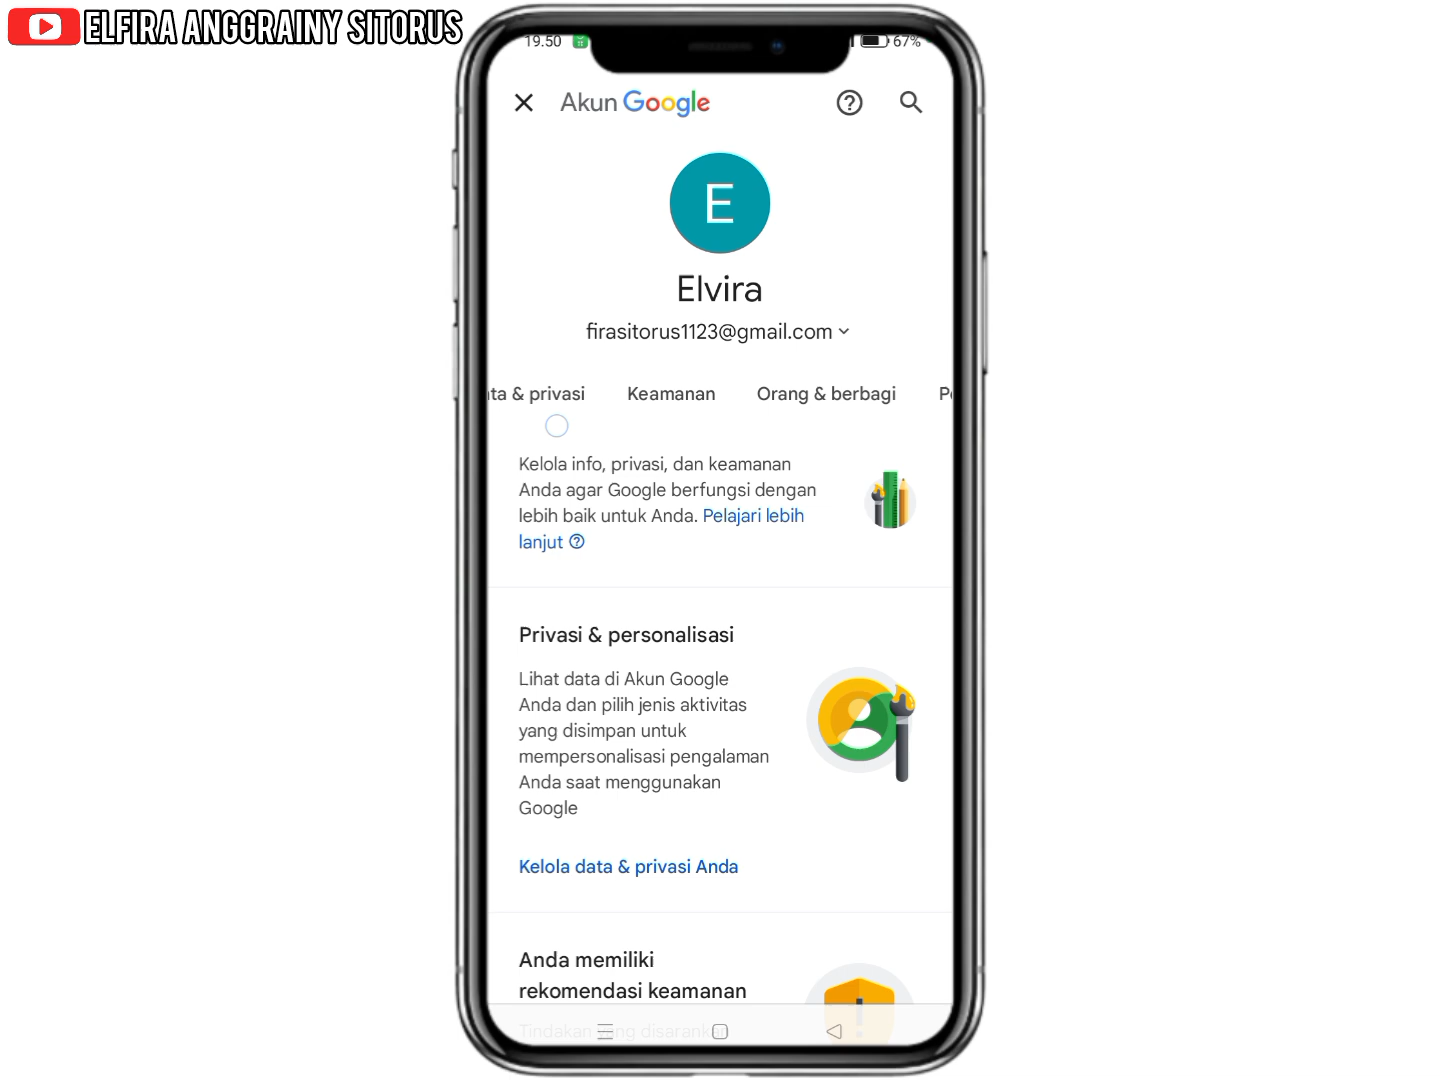 ELFIRA ANGGRAINY SITORUS
19.50
67%
Akun Google
E
Elvira
firasitorus1123@gmail.com
ta & privasi Keamanan Orang & berbagi
Kelola info, privasi, dan keamanan
Anda agar Google berfungsi dengan
lebih baik untuk Anda. Pelajari lebih
lanjut
Privasi & personalisasi
Lihat data di Akun Google
Anda dan pilih jenis aktivitas
yang disimpan untuk
mempersonalisasi pengalaman
Anda saat menggunakan
Google
Kelola data & privasi Anda
Anda memiliki
rekomendasi keamanan
Tindakan yang disarankan